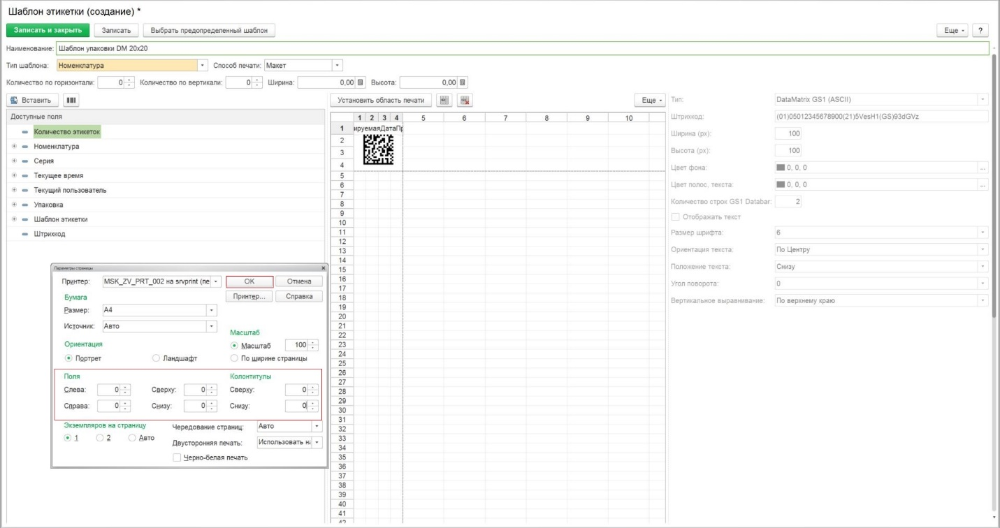 Шаблон этикетки (создание) *
Записать и закрыть Записать Выбрать предопределенный шаблон Еще ?
Наименование: Шаблон упаковки DM 20x20
Тип шаблона: Номенклатура Способ печати: Макет
Количество по горизонтали: 0 Количество по вертикали: 0 Ширина: 0,00 Высота: 0,00
Вставить
Доступные поля
Количество этикеток
Номенклатура
Серия
Текущее время
Текущий пользователь
Упаковка
Шаблон этикетки
Штрихкод
Установить область печати Еще
1 2 3 4 5 6 7 8 9 10
1 ируемаяДатаПр
2
3
4
5
6
7
8
9
10
11
12
13
14
15
16
17
18
19
20
21
22
23
24
25
26
27
28
29
30
31
32
33
34
35
36
37
38
39
40
41
42
Тип: DataMatrix GS1 (ASCII)
Штрихкод: (01)05012345678900(21)5VesH1(GS)93dGVz
Ширина (px): 100
Высота (px): 100
Цвет фона: 0, 0, 0 ...
Цвет полос, текста: 0, 0, 0 ...
Количество строк GS1 Databar: 2
Отображать текст
Размер шрифта: 6
Ориентация текста: По Центру
Положение текста: Снизу
Угол поворота: 0
Вертикальное выравнивание: По верхнему краю
Параметры страницы
Принтер: MSK_ZV_PRT_002 на srvprint (пе OK Отмена
Бумага Принтер... Справка
Размер: A4
Источник: Авто
Масштаб
Ориентация Масштаб 100
Портрет Ландшафт По ширине страницы
Поля Колонтитулы
Слева: 0 Сверху: 0 Сверху: 0
Справа: 0 Снизу: 0 Снизу: 0
Экземпляров на страницу Чередование страниц: Авто
1 2 Авто Двусторонняя печать: Использовать на
Черно-белая печать